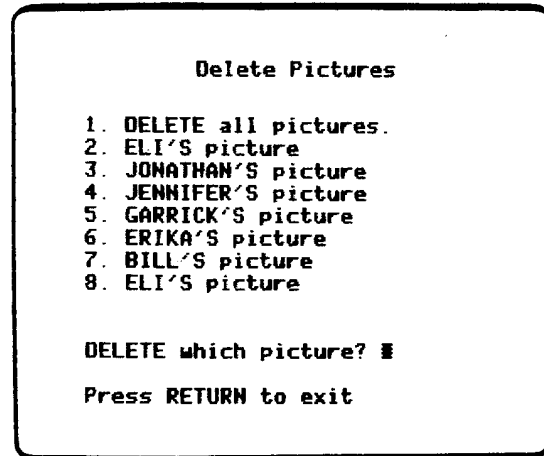 Delete Pictures
1. DELETE all pictures.
2. ELI'S picture
3. JONATHAN'S picture
4. JENNIFER'S picture
5. GARRICK'S picture
6. ERIKA'S picture
7. BILL'S picture
8. ELI'S picture
DELETE which picture?
Press RETURN to exit